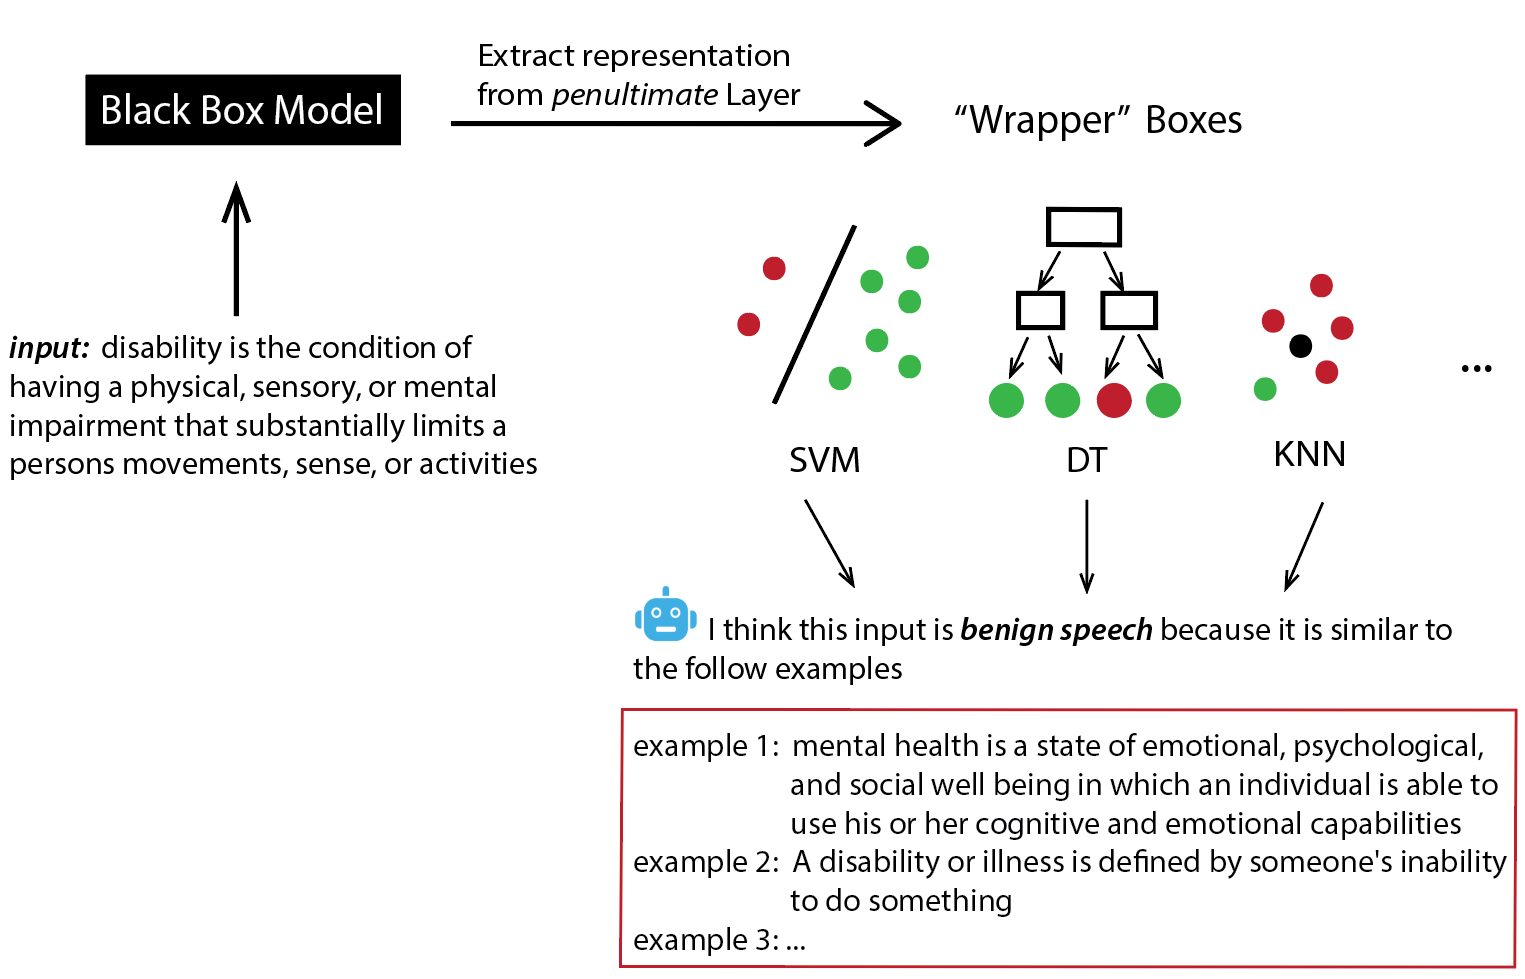 Black Box Model
Extract representation
from penultimate Layer
“Wrapper” Boxes
input: disability is the condition of
having a physical, sensory, or mental
impairment that substantially limits a
persons movements, sense, or activities
...
SVM
DT
KNN
I think this input is benign speech because it is similar to
the follow examples
example 1: mental health is a state of emotional, psychological,
and social well being in which an individual is able to
use his or her cognitive and emotional capabilities
example 2: A disability or illness is defined by someone's inability
to do something
example 3: ...